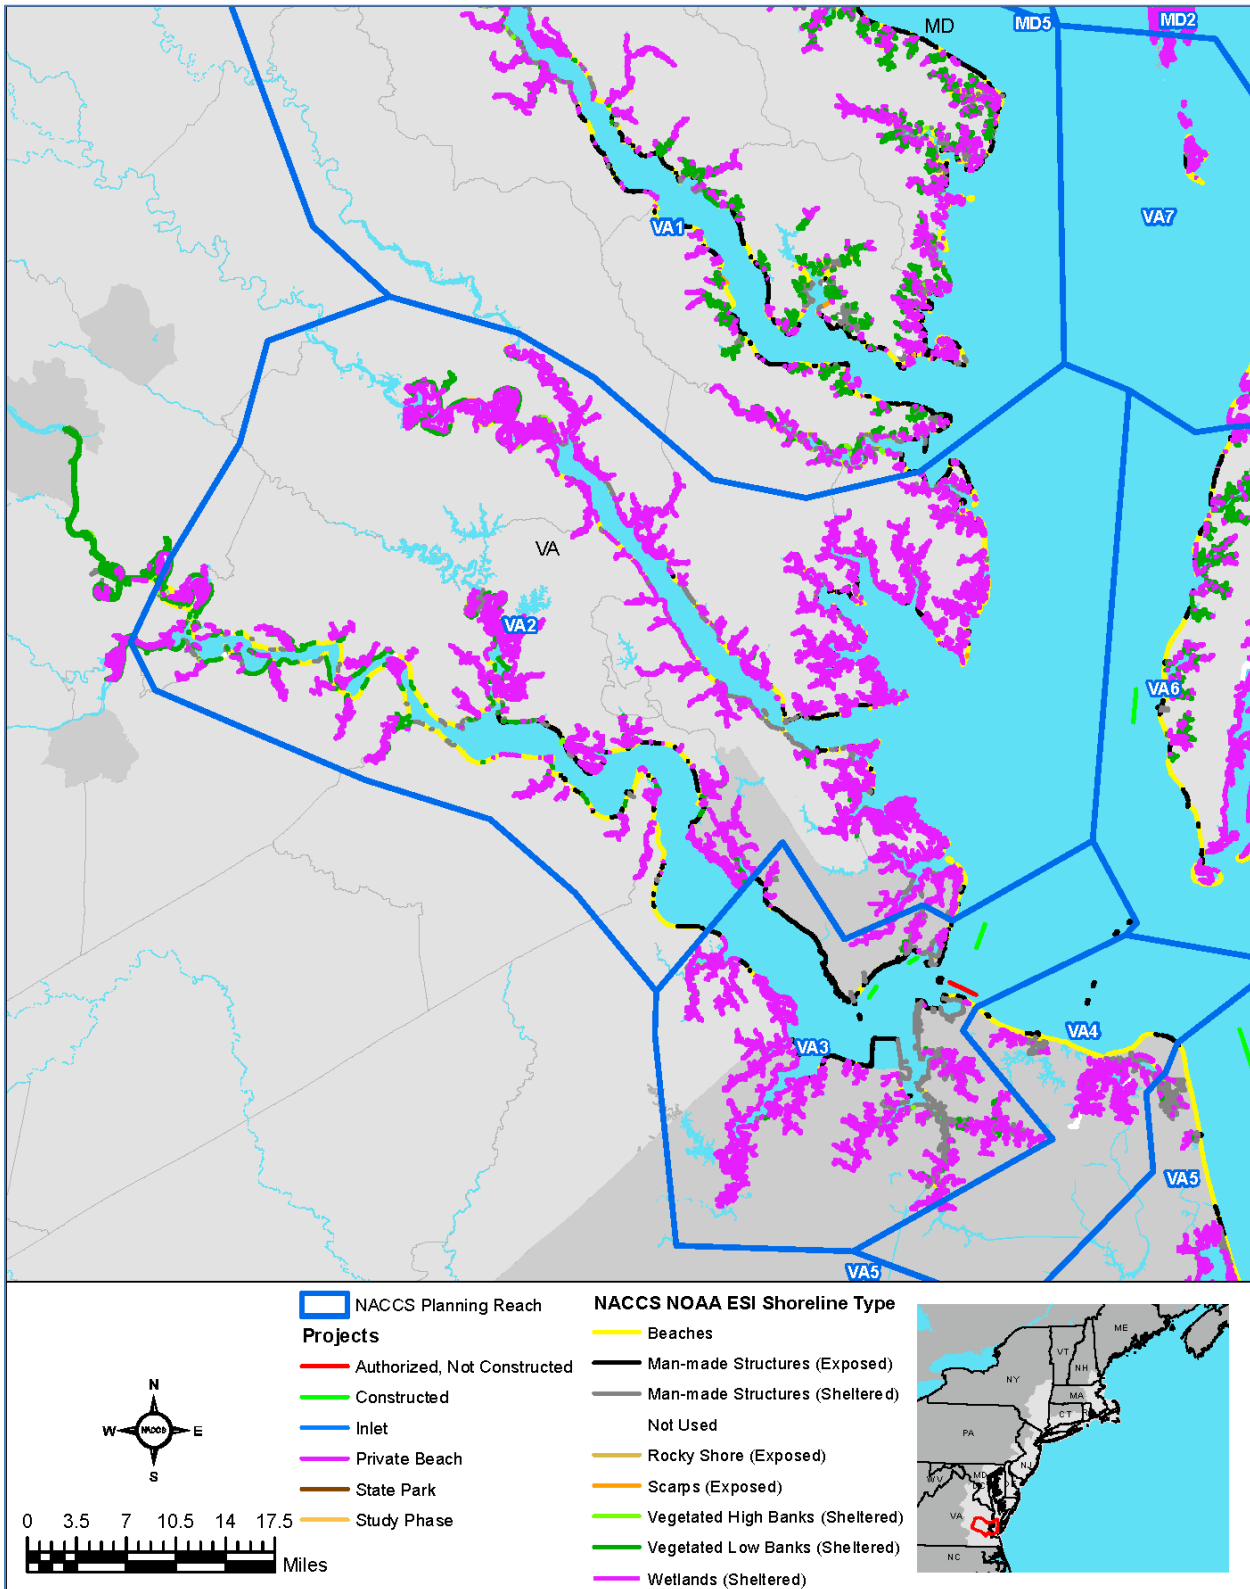 MD
MD5
MD2
VA1
VA7
VA
VA2
VA6
VA3
VA4
VA5
VA5
NACCS Planning Reach
Projects
Authorized, Not Constructed
Constructed
Inlet
Private Beach
State Park
Study Phase
NACCS NOAA ESI Shoreline Type
Beaches
Man-made Structures (Exposed)
Man-made Structures (Sheltered)
Not Used
Rocky Shore (Exposed)
Scarps (Exposed)
Vegetated High Banks (Sheltered)
Vegetated Low Banks (Sheltered)
Wetlands (Sheltered)
N
W
NACCS
E
S
0 3.5 7 10.5 14 17.5
Miles
ME
VT
NH
NY
MA
CT
PA
NJ
MD
WV
VA
NC